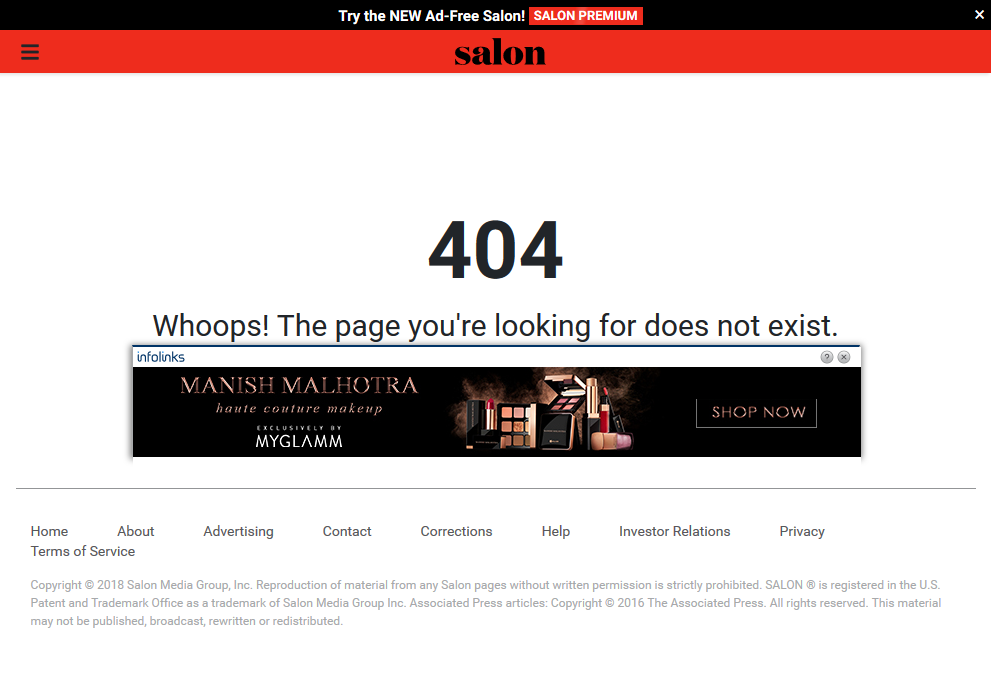 Try the NEW Ad-Free Salon! SALON PREMIUM ×
salon
404
Whoops! The page you're looking for does not exist.
infolinks ? ×
MANISH MALHOTRA
haute couture makeup
EXCLUSIVELY BY
MYGLAMM
SHOP NOW
Home About Advertising Contact Corrections Help Investor Relations Privacy
Terms of Service
Copyright © 2018 Salon Media Group, Inc. Reproduction of material from any Salon pages without written permission is strictly prohibited. SALON ® is registered in the U.S.
Patent and Trademark Office as a trademark of Salon Media Group Inc. Associated Press articles: Copyright © 2016 The Associated Press. All rights reserved. This material
may not be published, broadcast, rewritten or redistributed.